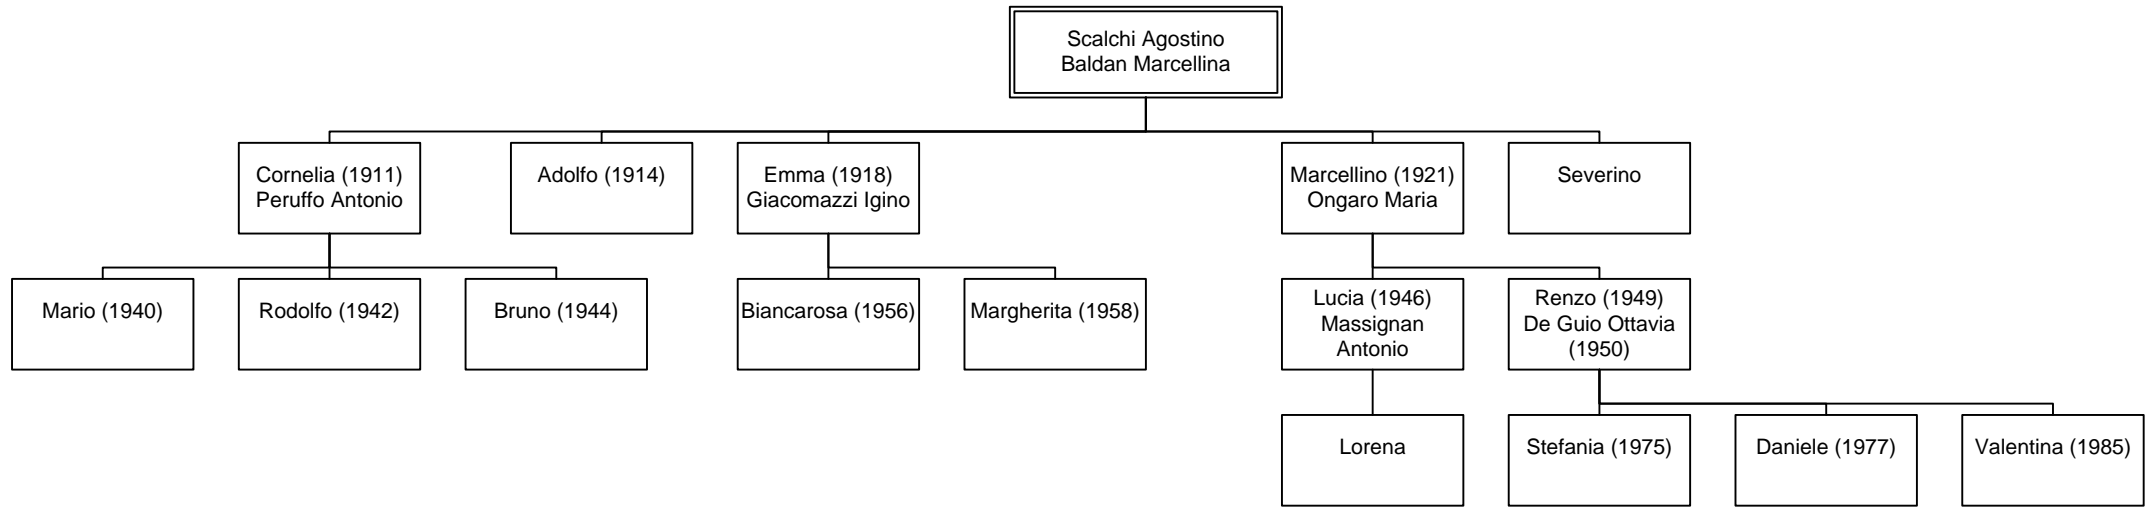 Scalchi Agostino
Baldan Marcellina
Cornelia (1911)
Peruffo Antonio
Adolfo (1914)
Emma (1918)
Giacomazzi Igino
Marcellino (1921)
Ongaro Maria
Severino
Mario (1940)
Rodolfo (1942)
Bruno (1944)
Biancarosa (1956)
Margherita (1958)
Lucia (1946)
Massignan
Antonio
Renzo (1949)
De Guio Ottavia
(1950)
Lorena
Stefania (1975)
Daniele (1977)
Valentina (1985)